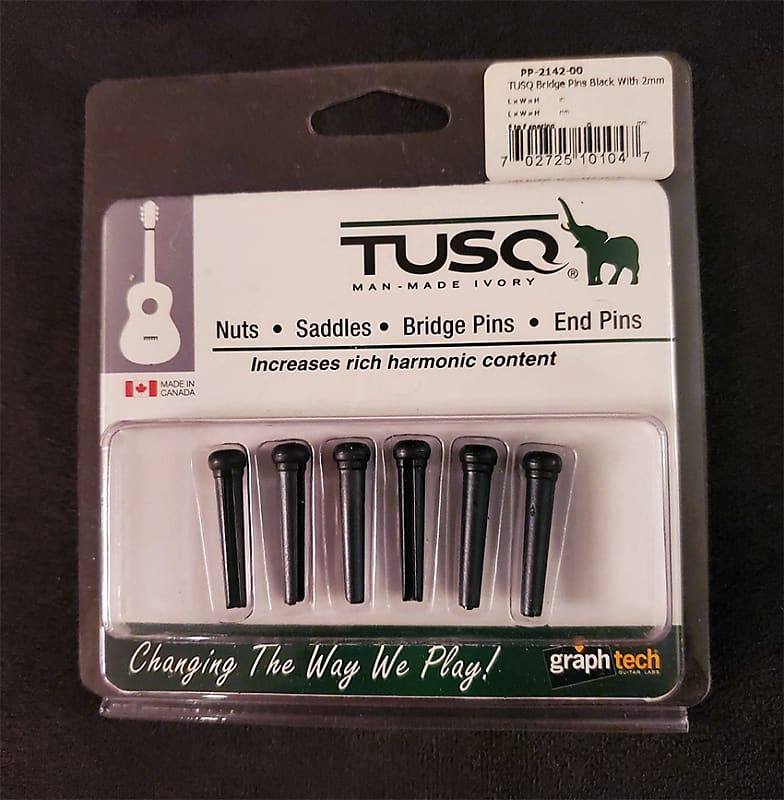 PP-2142-00
TUSQ Bridge Pins Black With 2mm
L x W x H in
L x W x H mm
7 02725 10104 7
TUSQ®
MAN-MADE IVORY
Nuts • Saddles • Bridge Pins • End Pins
Increases rich harmonic content
MADE IN
CANADA
Changing The Way We Play!
graph tech
GUITAR LABS